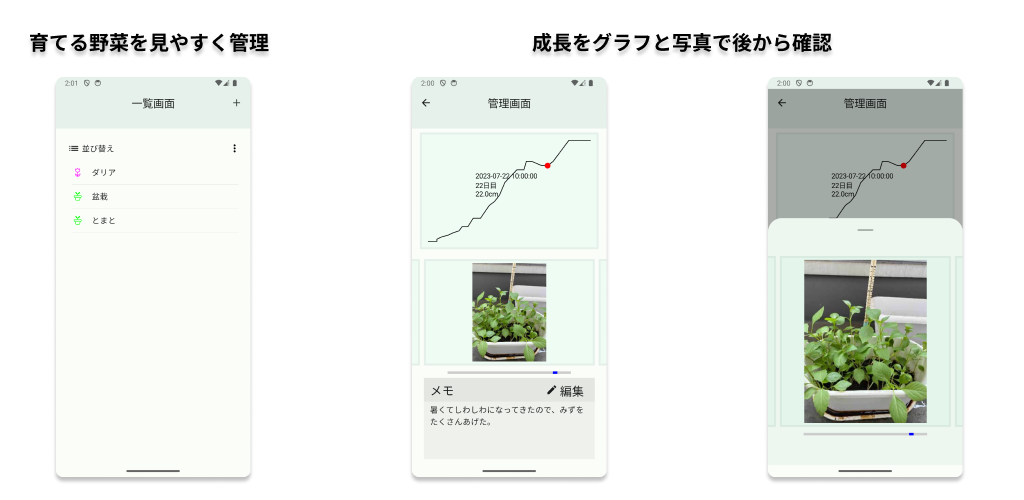 育てる野菜を見やすく管理
成長をグラフと写真で後から確認
2:01
一覧画面
並び替え
ダリア
盆栽
とまと
2:00
管理画面
2023-07-22 10:00:00
22日目
22.0cm
メモ
編集
暑くてしわしわになってきたので、みずを
たくさんあげた。
2:00
管理画面
2023-07-22 10:00:00
22日目
22.0cm